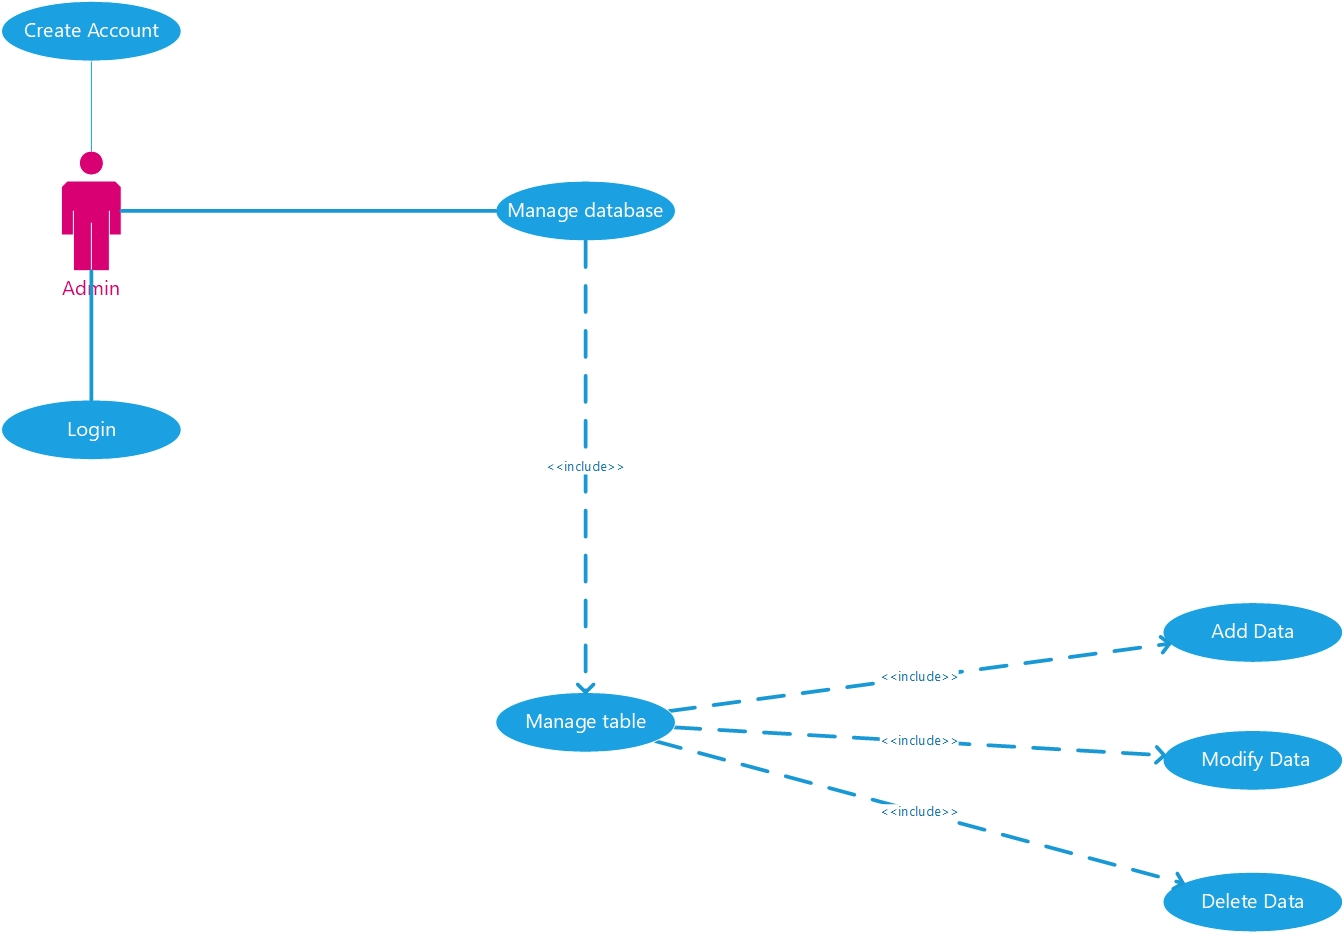 Create Account
Manage database
Admin
Login
<<include>>
Add Data
<<include>>
Manage table
<<include>>
Modify Data
<<include>>
Delete Data